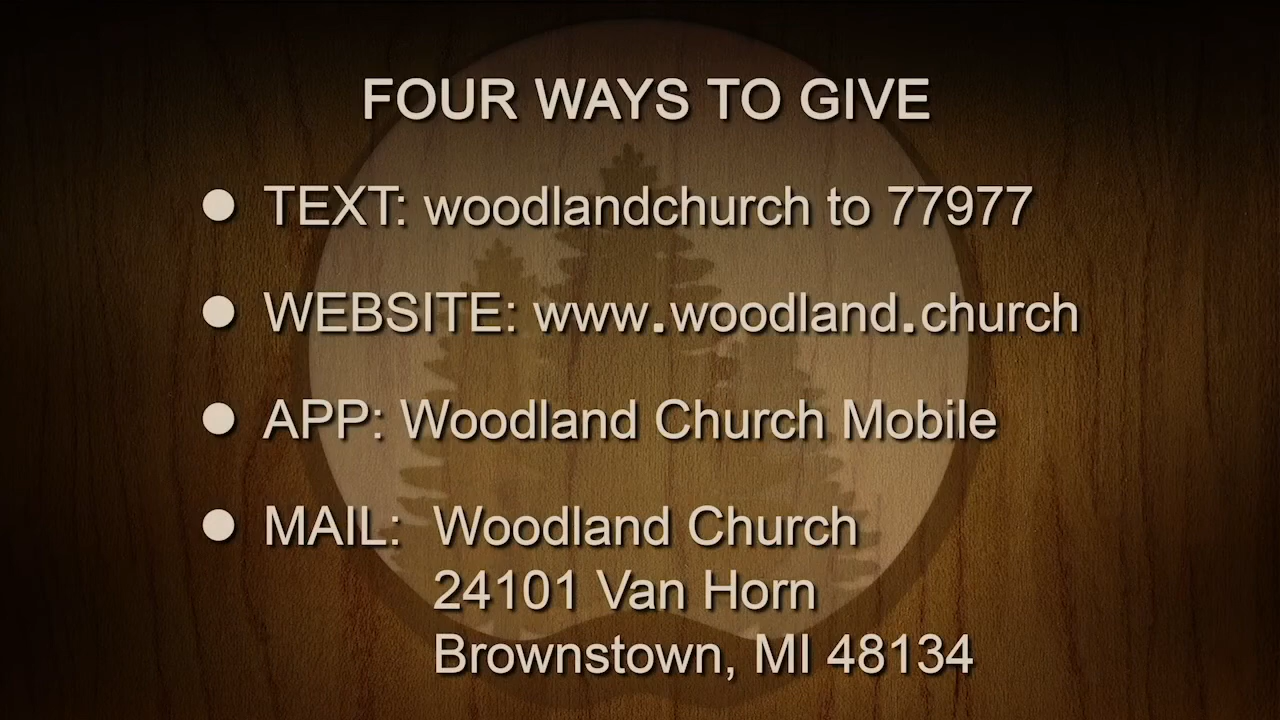 FOUR WAYS TO GIVE
● TEXT: woodlandchurch to 77977
● WEBSITE: www.woodland.church
● APP: Woodland Church Mobile
● MAIL: Woodland Church
24101 Van Horn
Brownstown, MI 48134